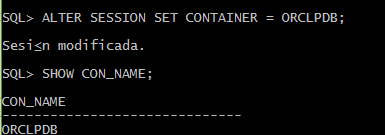 SQL> ALTER SESSION SET CONTAINER = ORCLPDB;
Sesi≤n modificada.
SQL> SHOW CON_NAME;
CON_NAME
------------------------------
ORCLPDB